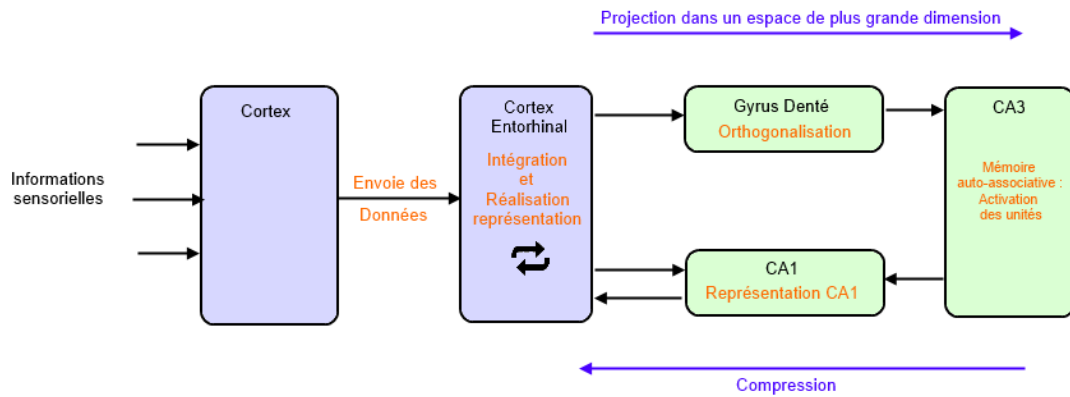 Projection dans un espace de plus grande dimension
Informations
sensorielles
Cortex
Envoie des
Données
Cortex
Entorhinal
Intégration
et
Réalisation
représentation
Gyrus Denté
Orthogonalisation
CA3
Mémoire
auto-associative :
Activation
des unités
CA1
Représentation CA1
Compression